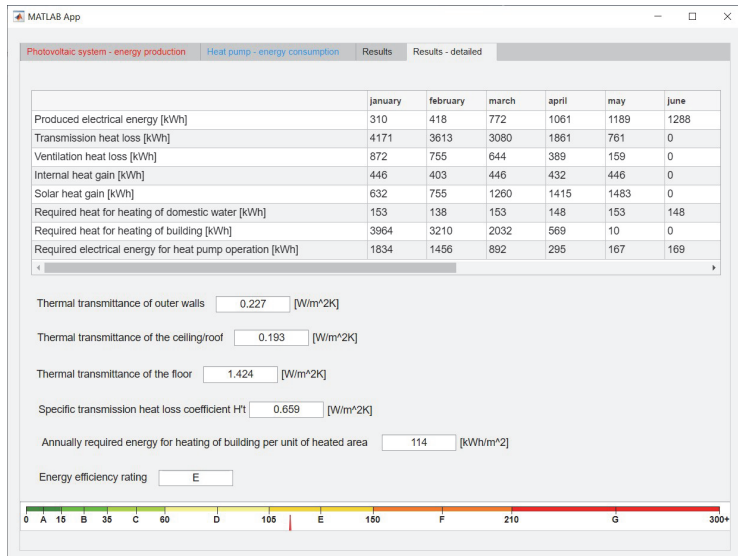 MATLAB App
Photovoltaic system - energy production Heat pump - energy consumption Results Results - detailed
january february march april may june
Produced electrical energy [kWh] 310 418 772 1061 1189 1288
Transmission heat loss [kWh] 4171 3613 3080 1861 761 0
Ventilation heat loss [kWh] 872 755 644 389 159 0
Internal heat gain [kWh] 446 403 446 432 446 0
Solar heat gain [kWh] 632 755 1260 1415 1483 0
Required heat for heating of domestic water [kWh] 153 138 153 148 153 148
Required heat for heating of building [kWh] 3964 3210 2032 569 10 0
Required electrical energy for heat pump operation [kWh] 1834 1456 892 295 167 169
Thermal transmittance of outer walls 0.227 [W/m^2K]
Thermal transmittance of the ceiling/roof 0.193 [W/m^2K]
Thermal transmittance of the floor 1.424 [W/m^2K]
Specific transmission heat loss coefficient H't 0.659 [W/m^2K]
Annually required energy for heating of building per unit of heated area 114 [kWh/m^2]
Energy efficiency rating E
0 A 15 B 35 C 60 D 105 E 150 F 210 G 300+